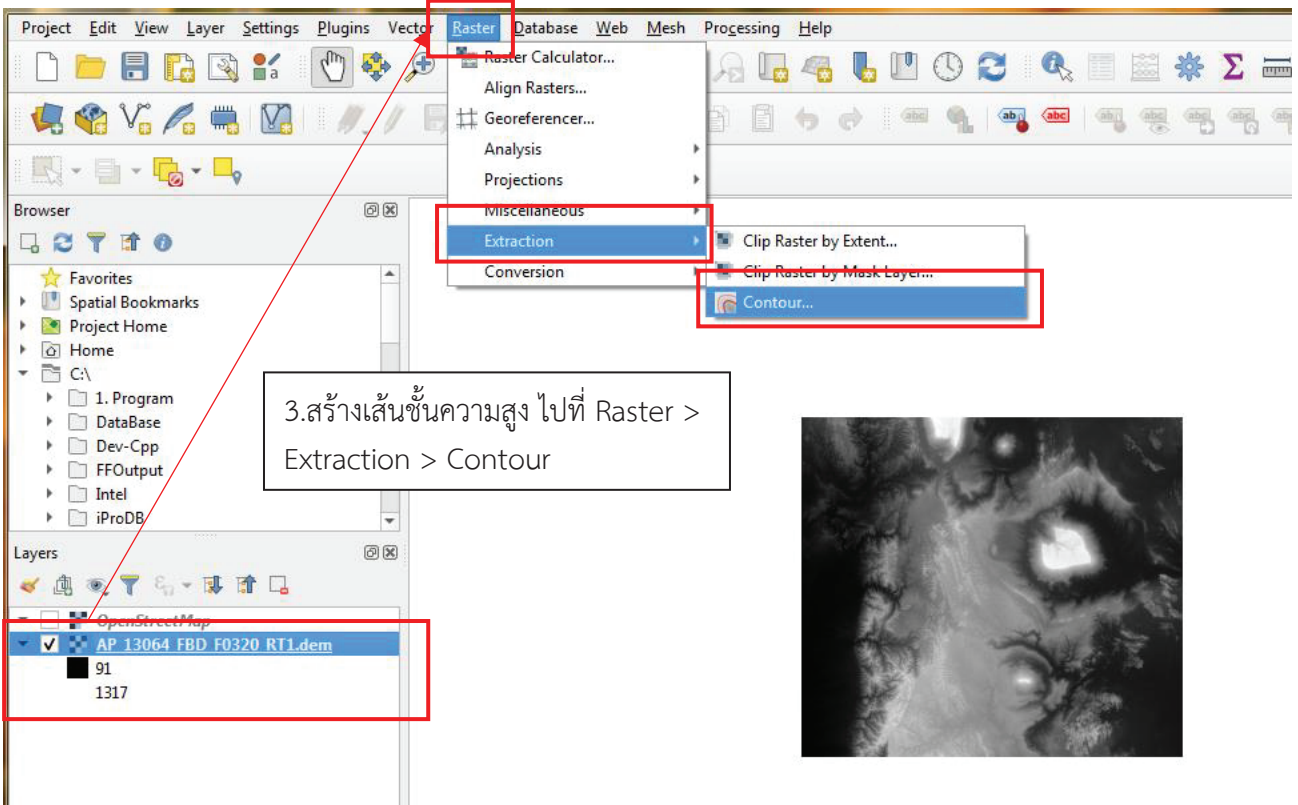 Project Edit View Layer Settings Plugins Vector Raster Database Web Mesh Processing Help
Raster Calculator...
Align Rasters...
Georeferencer...
Analysis
Projections
Miscellaneous
Extraction
Conversion
Clip Raster by Extent...
Clip Raster by Mask Layer...
Contour...
Browser
Favorites
Spatial Bookmarks
Project Home
Home
C:\
1. Program
DataBase
Dev-Cpp
FFOutput
Intel
iProDB
3.สร้างเส้นชั้นความสูง ไปที่ Raster >
Extraction > Contour
Layers
OpenStreetMap
AP_13064_FBD_F0320_RT1.dem
91
1317